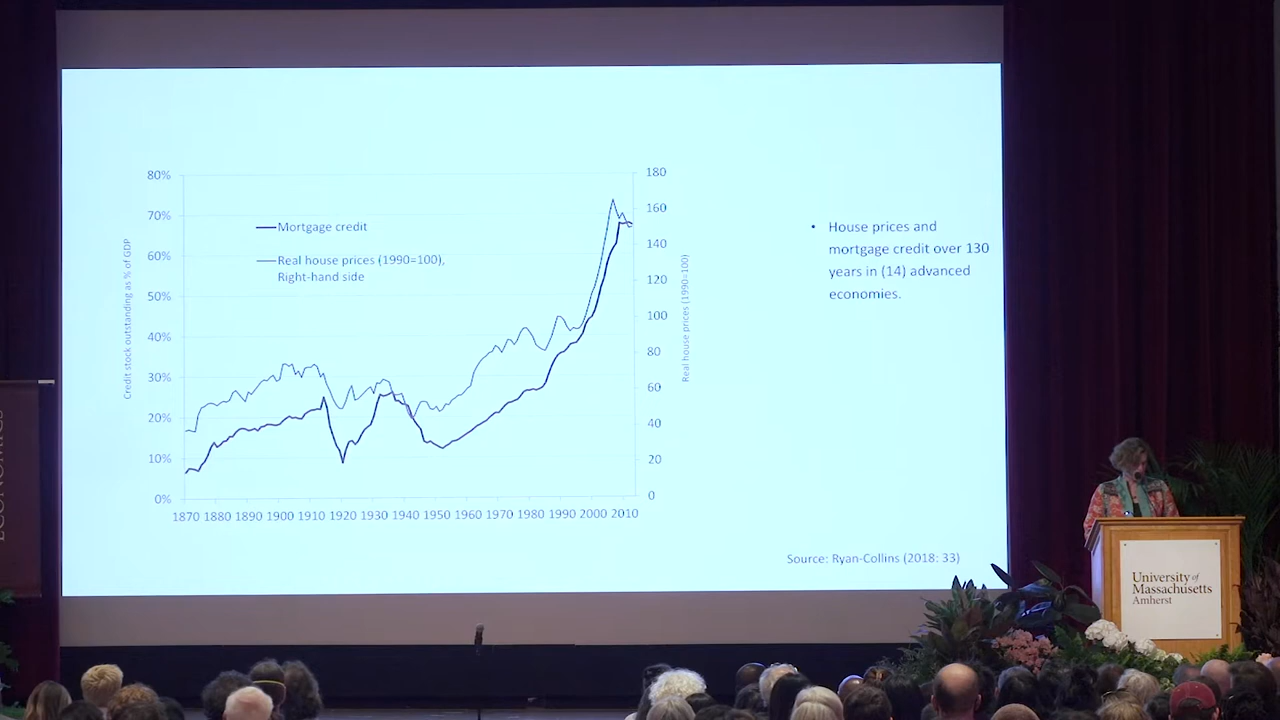 80%
70%
60%
50%
40%
30%
20%
10%
0%
Credit stock outstanding as % of GDP
Mortgage credit
Real house prices (1990=100),
Right-hand side
180
160
140
120
100
80
60
40
20
0
Real house prices (1990=100)
1870 1880 1890 1900 1910 1920 1930 1940 1950 1960 1970 1980 1990 2000 2010
• House prices and
mortgage credit over 130
years in (14) advanced
economies.
Source: Ryan-Collins (2018: 33)
ECONOMICS
University of
Massachusetts
Amherst